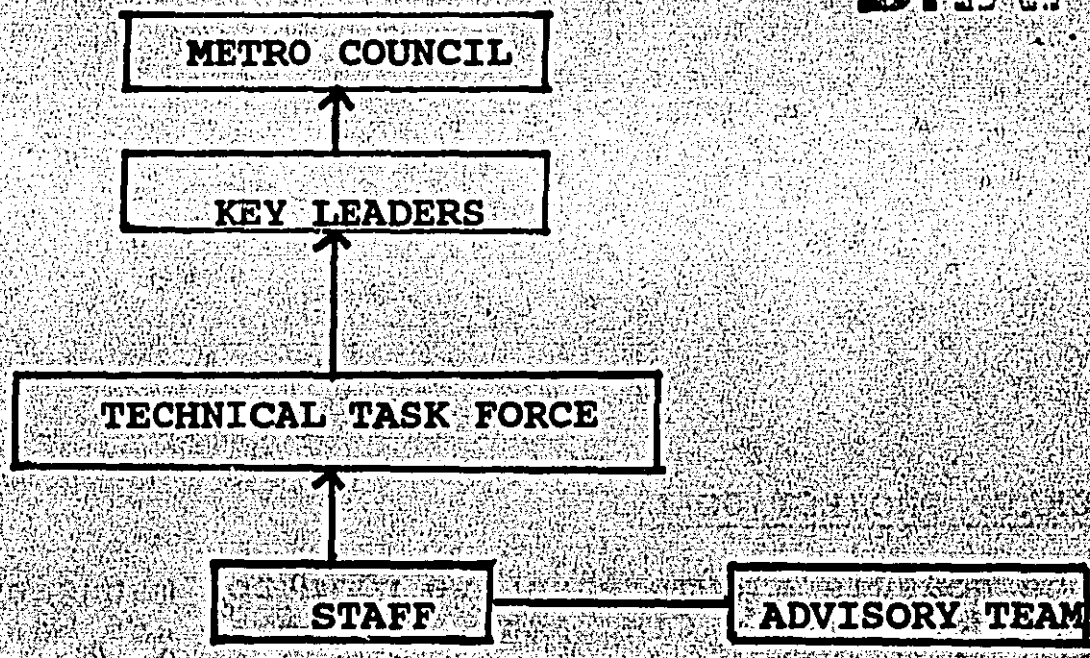 METRO COUNCIL
KEY LEADERS
TECHNICAL TASK FORCE
STAFF
ADVISORY TEAM